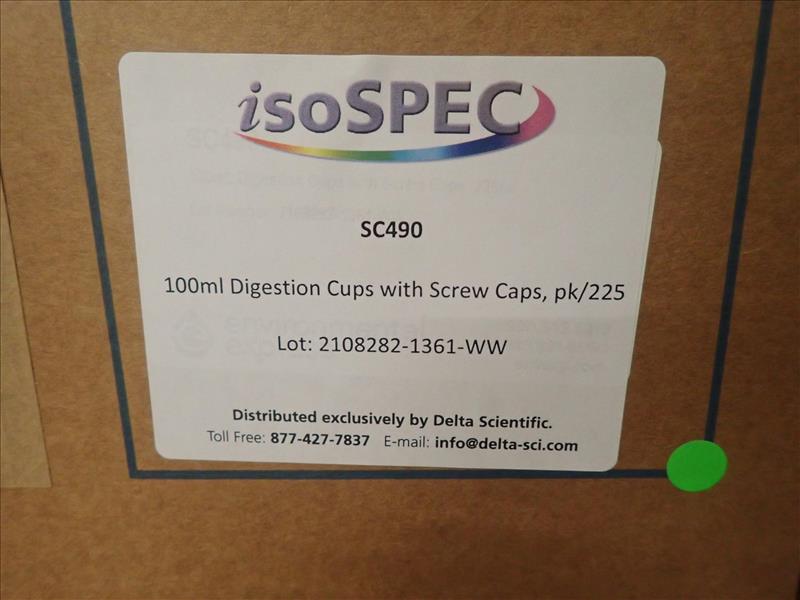 isoSPEC
SC490
100ml Digestion Cups with Screw Caps, pk/225
Lot: 2108282-1361-WW
Distributed exclusively by Delta Scientific.
Toll Free: 877-427-7837 E-mail: info@delta-sci.com